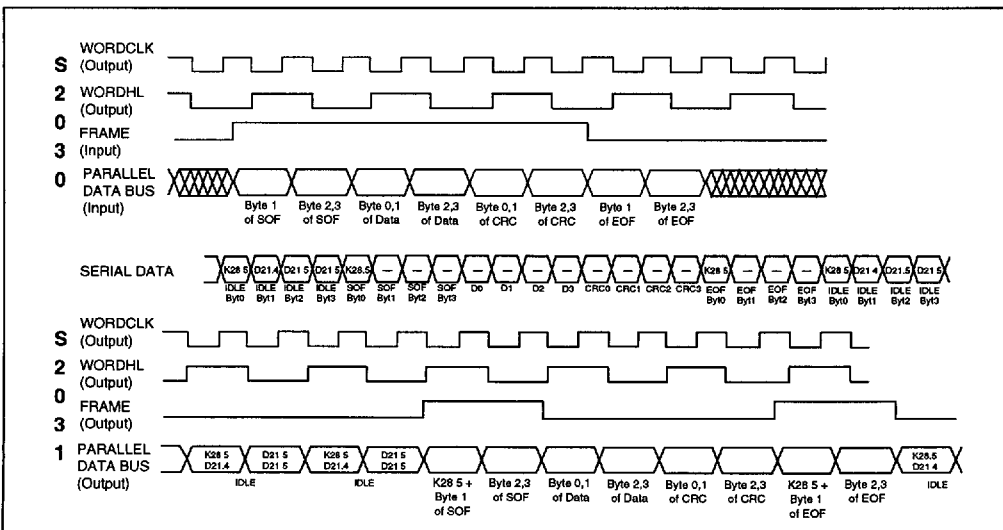 WORDCLK
(Output)
S
2
0
3
0
WORDHL
(Output)
FRAME
(Input)
PARALLEL
DATA BUS
(Input)
Byte 1 Byte 2,3 Byte 0,1 Byte 2,3 Byte 0,1 Byte 2,3 Byte 1 Byte 2,3
of SOF of SOF of Data of Data of CRC of CRC of EOF of EOF
SERIAL DATA
K28 5 D21.4 D21 5 D21 5 K28.5 — — — — — — — — — — — K28 5 — — — K28 5 D21 4 D21.5 D21 5
IDLE IDLE IDLE IDLE SOF SOF SOF SOF D0 D1 D2 D3 CRC0 CRC1 CRC2 CRC3 EOF EOF EOF EOF IDLE IDLE IDLE IDLE
Byt0 Byt1 Byt2 Byt3 Byt0 Byt1 Byt2 Byt3 Byt0 Byt1 Byt2 Byt3 Byt0 Byt1 Byt2 Byt3
WORDCLK
(Output)
S
2
0
3
1
WORDHL
(Output)
FRAME
(Output)
PARALLEL
DATA BUS
(Output)
K28 5 D21 5 K28 5 D21 5 K28.5
D21.4 D21 5 D21.4 D21 5 D21 4
IDLE IDLE K28 5 + Byte 2,3 Byte 0,1 Byte 2,3 Byte 0,1 Byte 2,3 K28 5 + Byte 2,3 IDLE
Byte 1 of SOF of Data of Data of CRC of CRC Byte 1 of EOF
of SOF of EOF